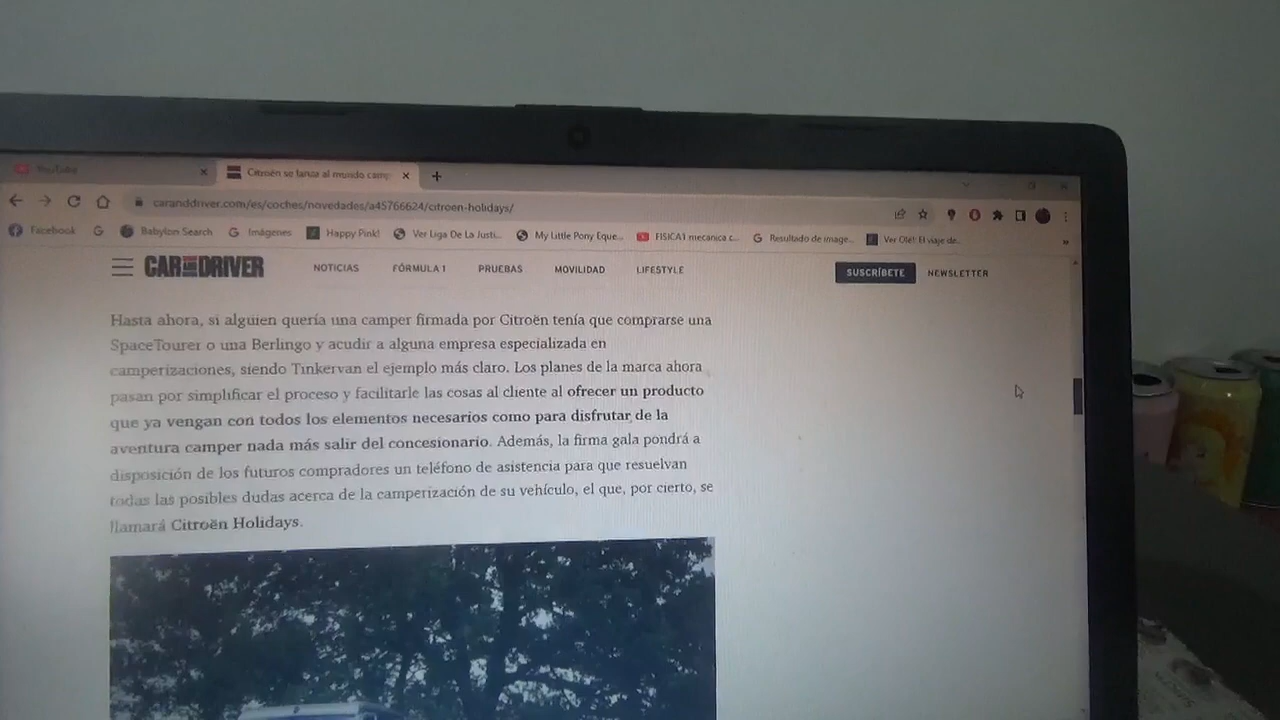 YouTube
Citroën se lanza al mundo camp
caranddriver.com/es/coches/novedades/a45766624/citroen-holidays/
Facebook
G
Babylon Search
G Imágenes
Happy Pink!
Ver Liga De La Justi...
My Little Pony Eque...
FISICA1 mecanica c...
G Resultado de image...
Ver Olé! El viaje de...
CAR AND DRIVER
NOTICIAS FÓRMULA 1 PRUEBAS MOVILIDAD LIFESTYLE
SUSCRÍBETE NEWSLETTER
Hasta ahora, si alguien quería una camper firmada por Citroën tenía que comprarse una
SpaceTourer o una Berlingo y acudir a alguna empresa especializada en
camperizaciones, siendo Tinkervan el ejemplo más claro. Los planes de la marca ahora
pasan por simplificar el proceso y facilitarle las cosas al cliente al ofrecer un producto
que ya vengan con todos los elementos necesarios como para disfrutar de la
aventura camper nada más salir del concesionario. Además, la firma gala pondrá a
disposición de los futuros compradores un teléfono de asistencia para que resuelvan
todas las posibles dudas acerca de la camperización de su vehículo, el que, por cierto, se
llamará Citroën Holidays.